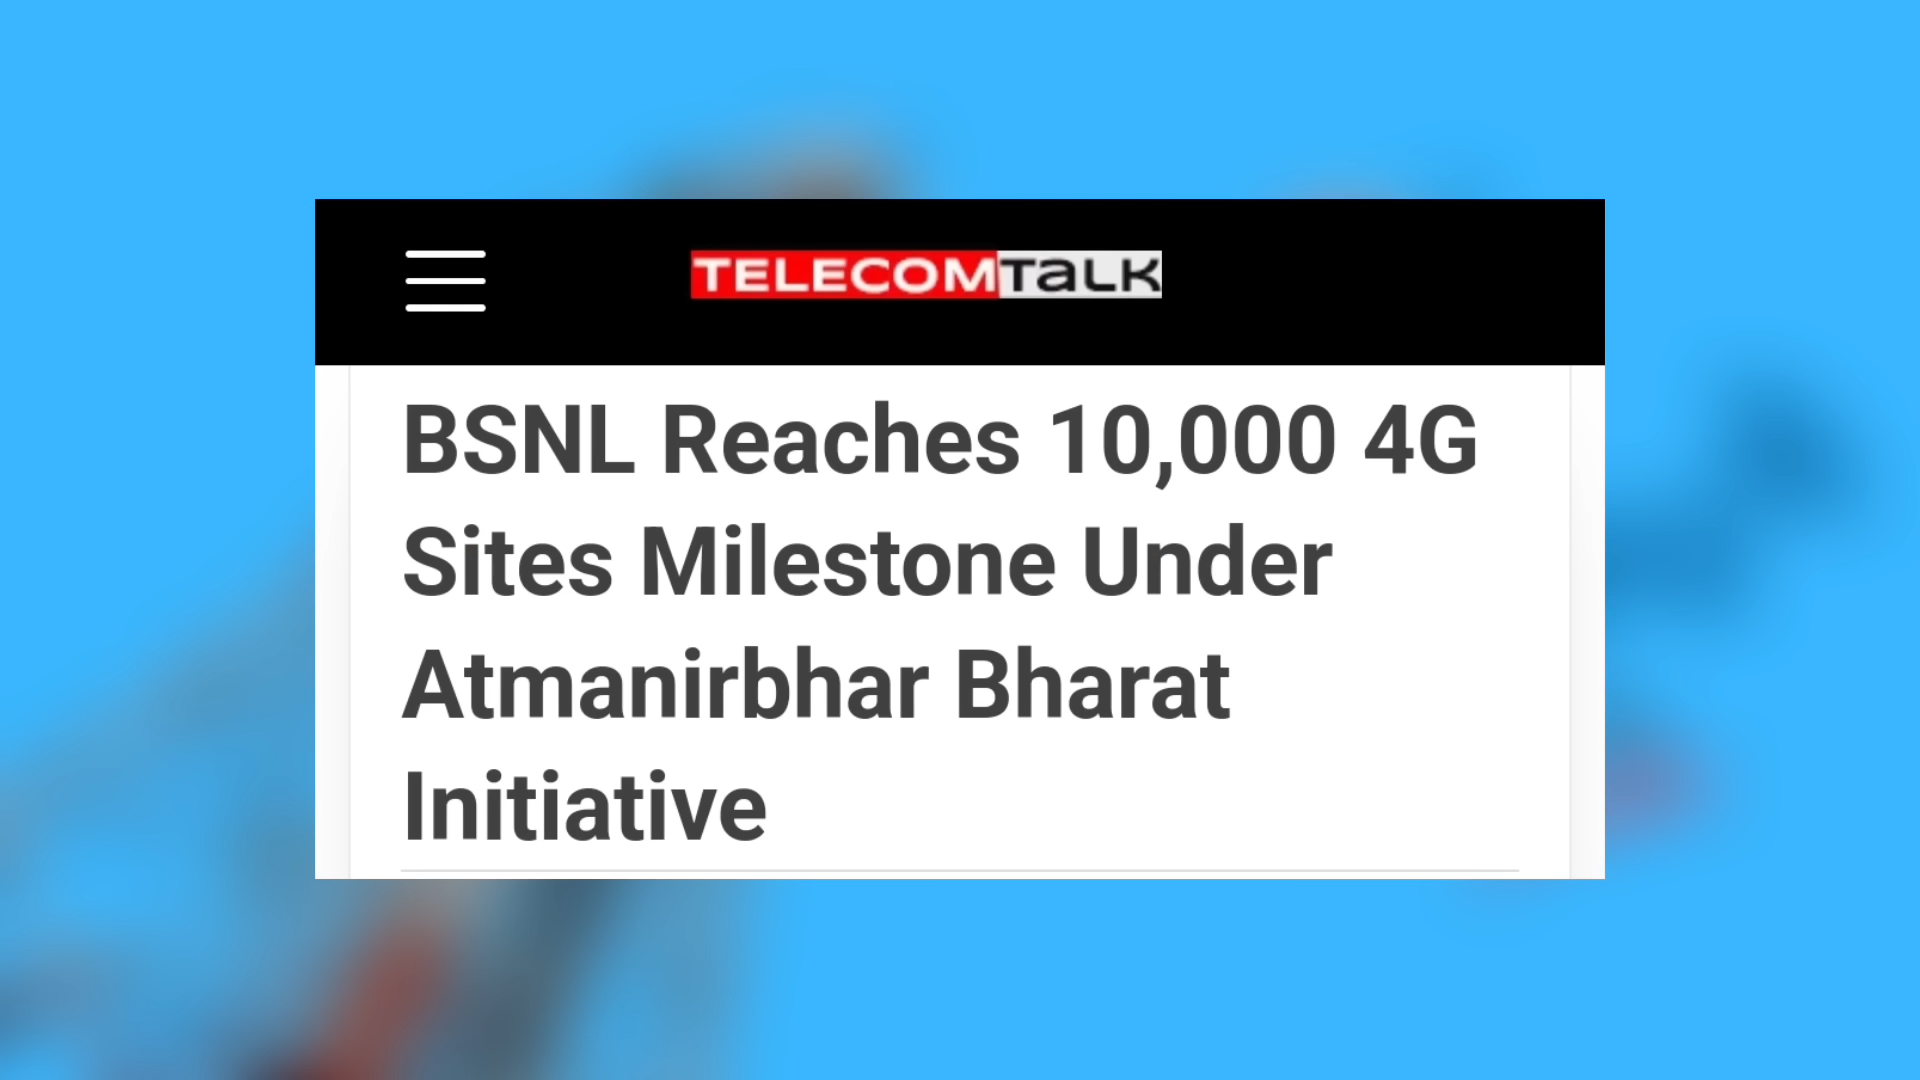 TELECOMTALK
BSNL Reaches 10,000 4G
Sites Milestone Under
Atmanirbhar Bharat
Initiative